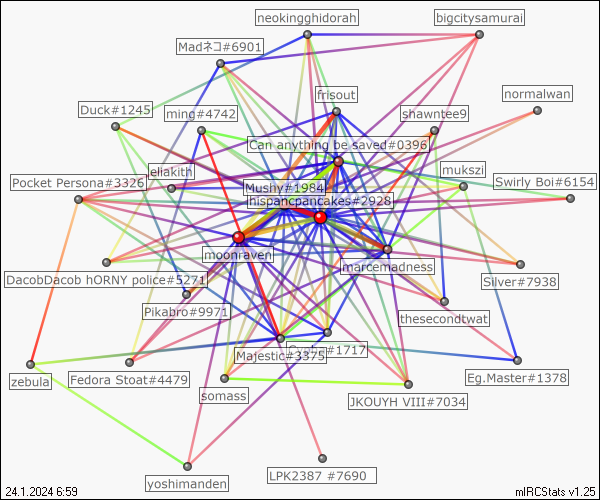 neokingghidorah
bigcitysamurai
Madネコ#6901
frisout
normalwan
Duck#1245
ming#4742
shawntee9
Can anything be saved#0396
eliakith
mukszi
Pocket Persona#3326
Mushy#1984
Swirly Boi#6154
hispancpancakes#2928
moonraven
marcemadness
DacobDacob hORNY police#5271
Silver#7938
Pikabro#9971
thesecondtwat
Majestic#3375
#1717
zebula
Fedora Stoat#4479
Eg.Master#1378
somass
JKOUYH VIII#7034
yoshimanden
LPK2387 #7690
24.1.2024 6:59
mIRCStats v1.25